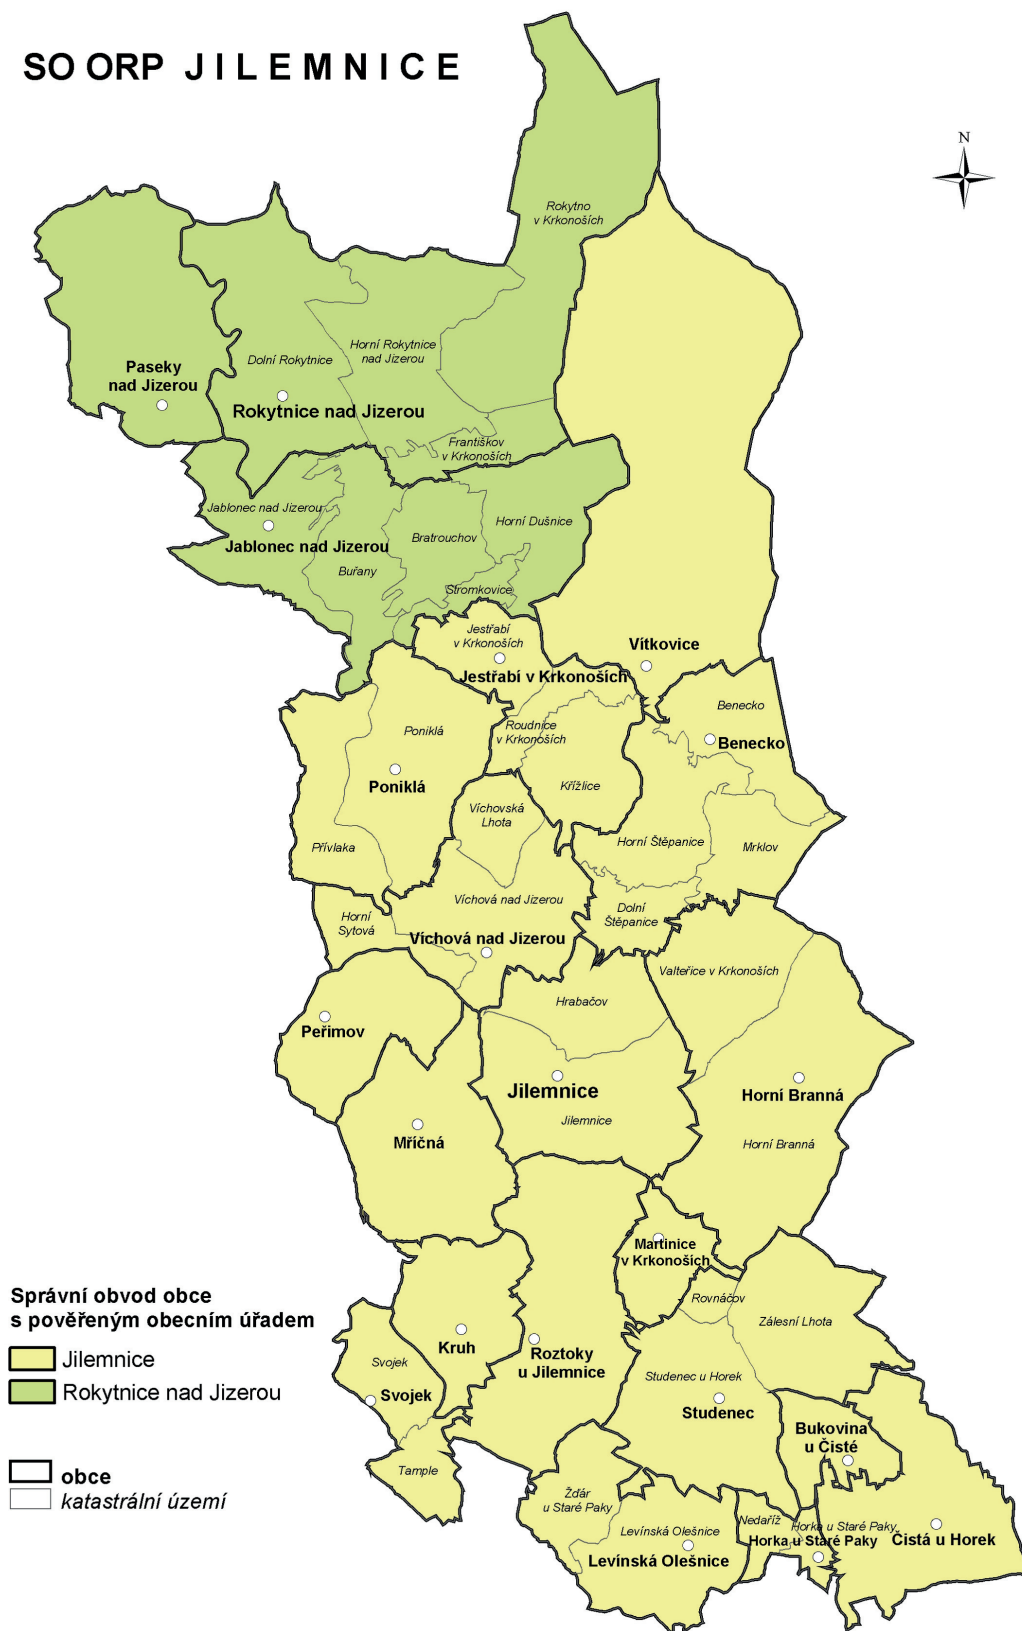 SO ORP JILEMNICE
N
Rokytno
v Krkonoších
Horní Rokytnice
nad Jizerou
Dolní Rokytnice
Paseky
nad Jizerou
Rokytnice nad Jizerou
Františkov
v Krkonoších
Jablonec nad Jizerou
Horní Dušnice
Bratrouchov
Jablonec nad Jizerou
Buřany
Stromkovice
Jestřabí
v Krkonoších
Vítkovice
Jestřabí v Krkonoších
Benecko
Poniklá
Roudnice
v Krkonoších
Benecko
Poniklá
Křížlice
Víchovská
Lhota
Přívlaka
Horní Štěpanice
Mrklov
Víchová nad Jizerou
Horní
Sytová
Dolní
Štěpanice
Víchová nad Jizerou
Valteřice v Krkonoších
Hrabačov
Peřimov
Jilemnice
Horní Branná
Jilemnice
Mříčná
Horní Branná
Martinice
v Krkonoších
Rovnáčov
Zálesní Lhota
Správní obvod obce
s pověřeným obecním úřadem
Jilemnice
Rokytnice nad Jizerou
Kruh
Roztoky
u Jilemnice
Svojek
Svojek
Studenec u Horek
Studenec
Bukovina
u Čisté
Tample
obce
katastrální území
Žďár
u Staré Paky
Levínská Olešnice
Levínská Olešnice
Nedaříž
Horka u Staré Paky
Horka u Staré Paky
Čistá u Horek